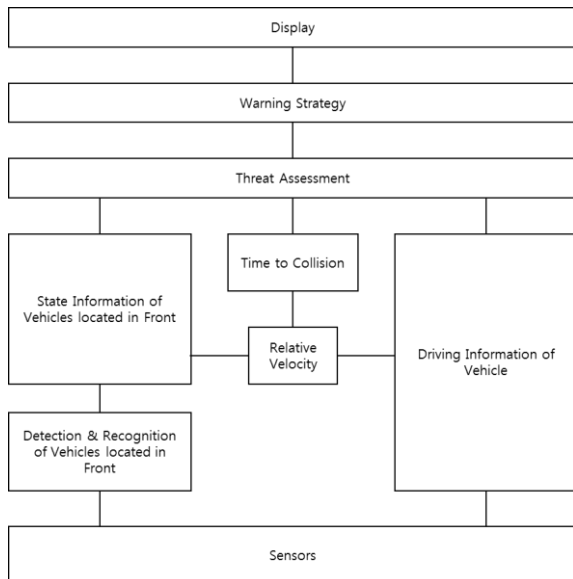 Display
Warning Strategy
Threat Assessment
State Information of
Vehicles located in Front
Time to Collision
Relative
Velocity
Driving Information of
Vehicle
Detection & Recognition
of Vehicles located in
Front
Sensors